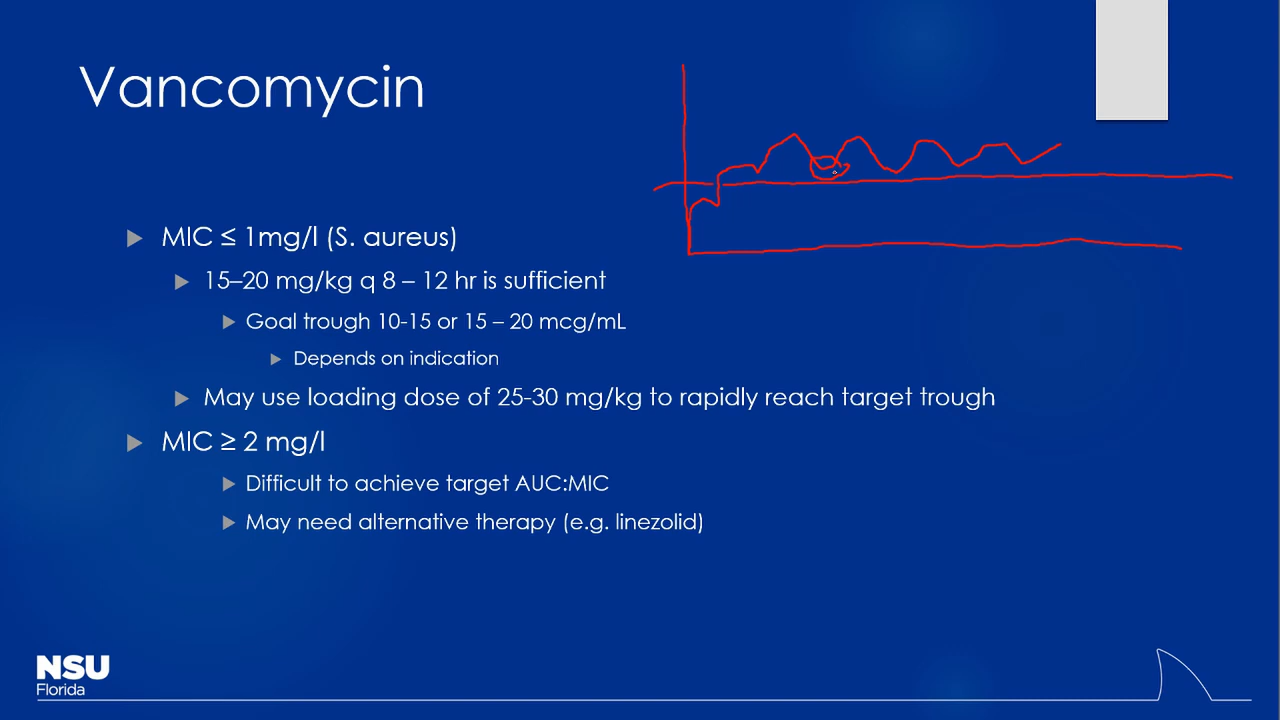 Vancomycin
MIC ≤ 1mg/l (S. aureus)
15–20 mg/kg q 8 – 12 hr is sufficient
Goal trough 10-15 or 15 – 20 mcg/mL
Depends on indication
May use loading dose of 25-30 mg/kg to rapidly reach target trough
MIC ≥ 2 mg/l
Difficult to achieve target AUC:MIC
May need alternative therapy (e.g. linezolid)
NSU
Florida